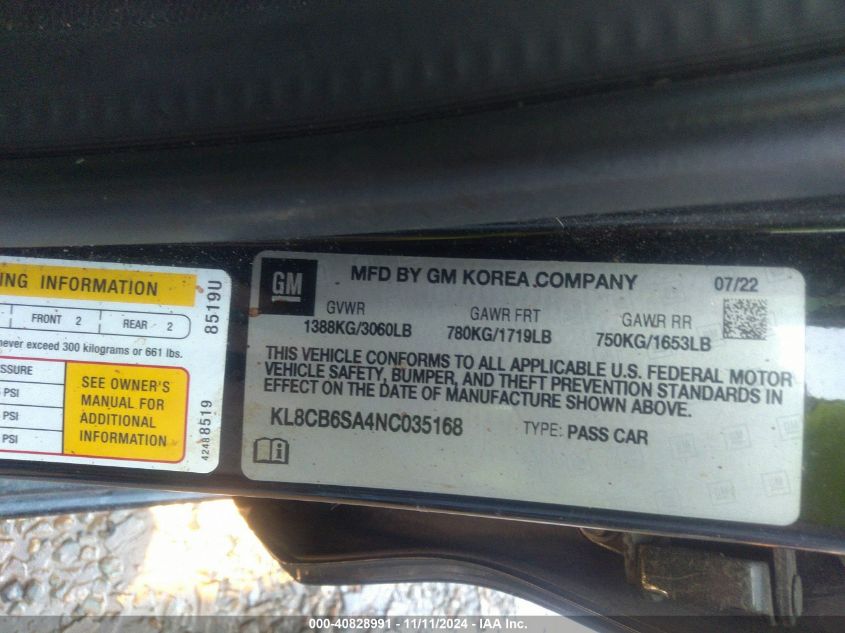 NG INFORMATION
FRONT 2
REAR 2
never exceed 300 kilograms or 661 lbs.
SSURE
PSI
PSI
PSI
SEE OWNER'S
MANUAL FOR
ADDITIONAL
INFORMATION
8519U
42488519
GM
MFD BY GM KOREA COMPANY
07/22
GVWR
GAWR FRT
GAWR RR
1388KG/3060LB
780KG/1719LB
750KG/1653LB
THIS VEHICLE CONFORMS TO ALL APPLICABLE U.S. FEDERAL MOTOR
VEHICLE SAFETY, BUMPER, AND THEFT PREVENTION STANDARDS IN
EFFECT ON THE DATE OF MANUFACTURE SHOWN ABOVE.
KL8CB6SA4NC035168
TYPE: PASS CAR
000-40828991 - 11/11/2024 - IAA Inc.